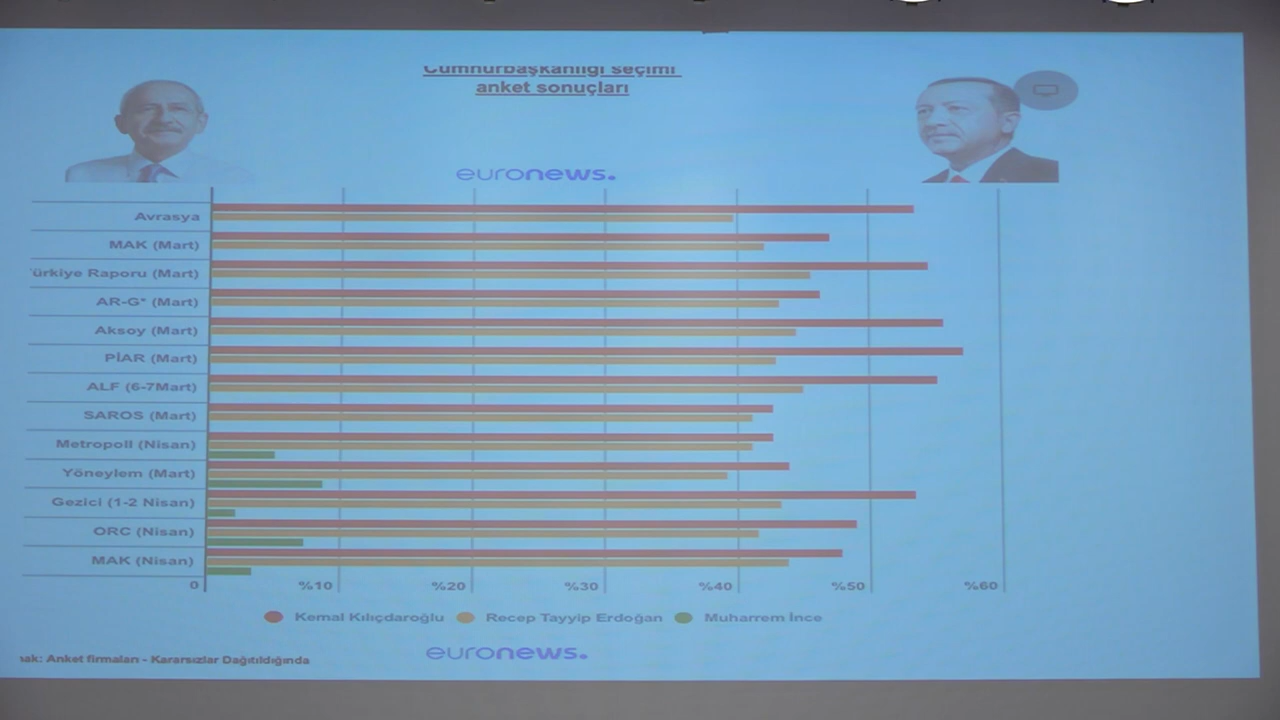 Cumhurbaşkanlığı seçimi
anket sonuçları
euronews.
Avrasya
MAK (Mart)
ürkiye Raporu (Mart)
AR-G* (Mart)
Aksoy (Mart)
PİAR (Mart)
ALF (6-7Mart)
SAROS (Mart)
Metropoll (Nisan)
Yöneylem (Mart)
Gezici (1-2 Nisan)
ORC (Nisan)
MAK (Nisan)
0 %10 %20 %30 %40 %50 %60
Kemal Kılıçdaroğlu Recep Tayyip Erdoğan Muharrem İnce
euronews.
ak: Anket firmaları - Kararsızlar Dağıtıldığında